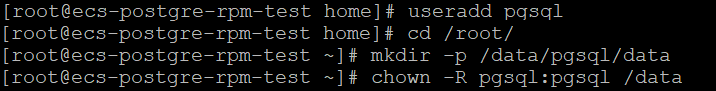 [root@ecs-postgre-rpm-test home]# useradd pgsql
[root@ecs-postgre-rpm-test home]# cd /root/
[root@ecs-postgre-rpm-test ~]# mkdir -p /data/pgsql/data
[root@ecs-postgre-rpm-test ~]# chown -R pgsql:pgsql /data